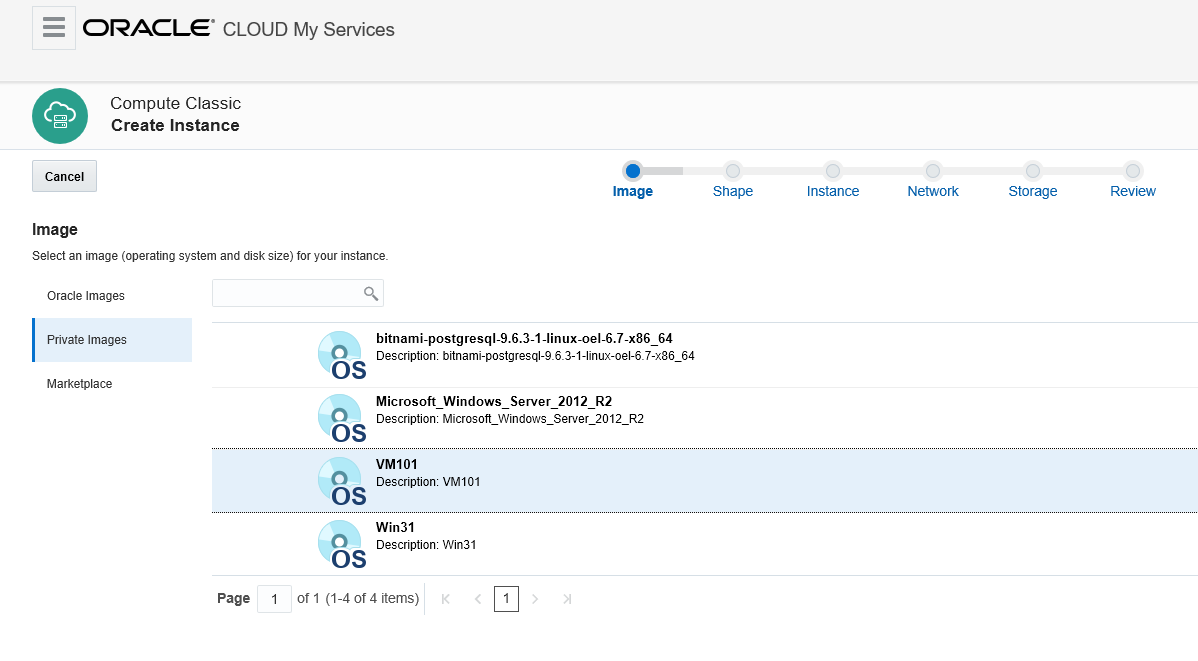 ORACLE® CLOUD My Services
Compute Classic
Create Instance
Cancel
Image
Shape
Instance
Network
Storage
Review
Image
Select an image (operating system and disk size) for your instance.
Oracle Images
Private Images
Marketplace
bitnami-postgresql-9.6.3-1-linux-oel-6.7-x86_64
Description: bitnami-postgresql-9.6.3-1-linux-oel-6.7-x86_64
OS
Microsoft_Windows_Server_2012_R2
Description: Microsoft_Windows_Server_2012_R2
OS
VM101
Description: VM101
OS
Win31
Description: Win31
OS
Page 1 of 1 (1-4 of 4 items) 1